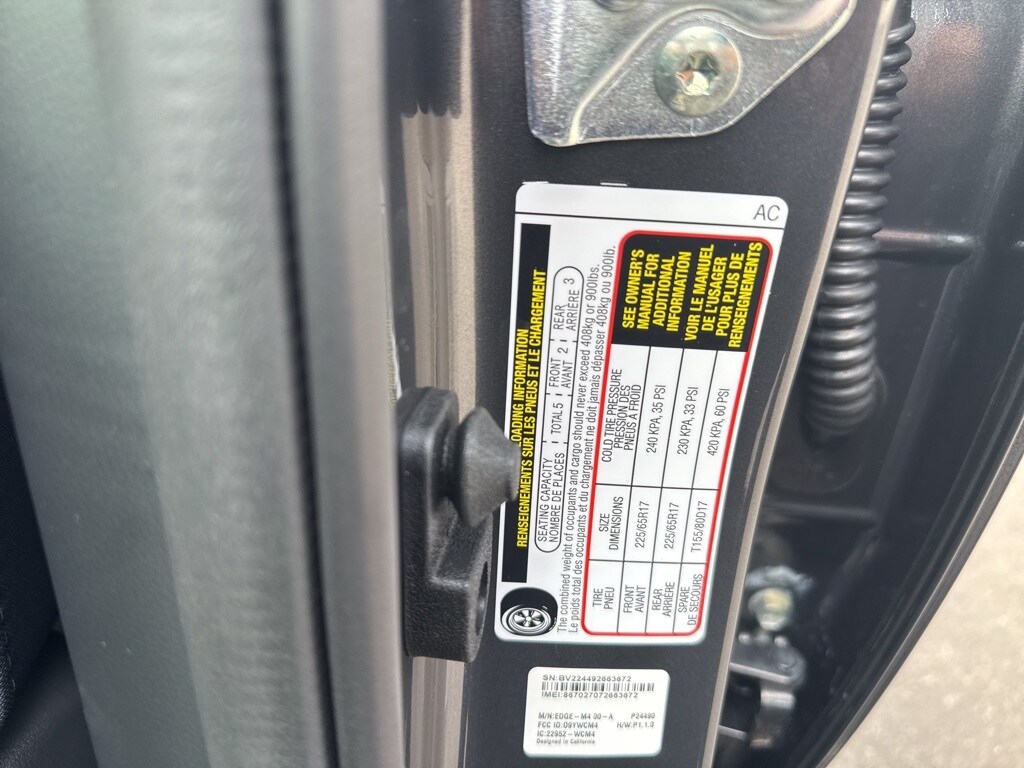 AC
OADING INFORMATION
RENSEIGNEMENTS SUR LES PNEUS ET LE CHARGEMENT
SEATING CAPACITY
NOMBRE DE PLACES
TOTAL 5
FRONT
AVANT 2
REAR
ARRIÈRE 3
The combined weight of occupants and cargo should never exceed 408kg or 900lbs.
Le poids total des occupants et du chargement ne doit jamais dépasser 408kg ou 900lb.
TIRE
PNEU
SIZE
DIMENSIONS
COLD TIRE PRESSURE
PRESSION DES
PNEUS A FROID
FRONT
AVANT
225/65R17
240 KPA, 35 PSI
REAR
ARRIÈRE
225/65R17
230 KPA, 33 PSI
SPARE
DE SECOURS
T155/80D17
420 KPA, 60 PSI
SEE OWNER'S
MANUAL FOR
ADDITIONAL
INFORMATION
VOIR LE MANUEL
DE L'USAGER
POUR PLUS DE
RENSEIGNEMENTS
SN:BV224492663672
IMEI:867027072663672
M/N:EDGE-M4 00-A P24490
FCC ID:O9YWCM4 H/W:P1.1.0
IC:22952-WCM4
Designed in California